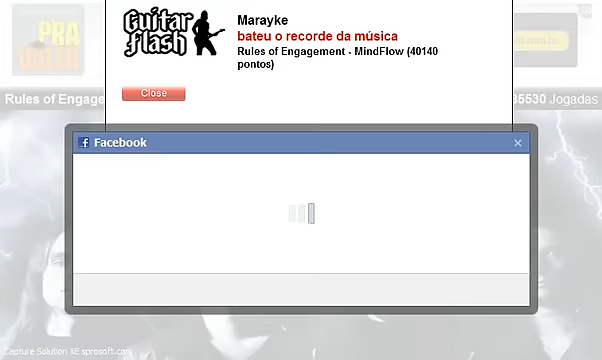 Guitar Flash
Marayke
bateu o recorde da música
Rules of Engagement - MindFlow (40140
pontos)
Close
PRA
VALER
Rules of Engage
35530 Jogadas
Facebook
Capture Solution XE sprosoft.com